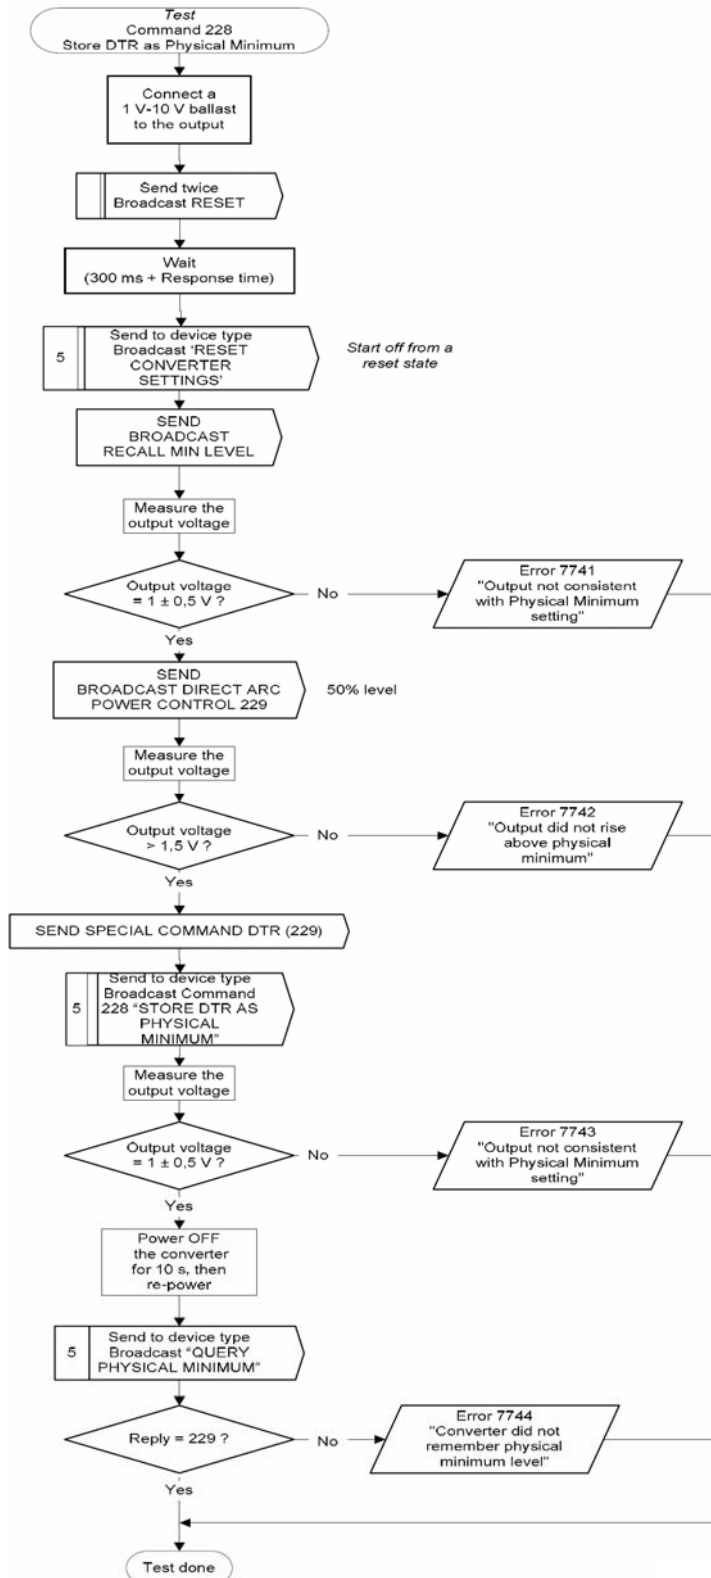 Test
Command 228
Store DTR as Physical Minimum
Connect a
1 V-10 V ballast
to the output
Send twice
Broadcast RESET
Wait
(300 ms + Response time)
5
Send to device type
Broadcast ‘RESET
CONVERTER
SETTINGS’
Start off from a
reset state
SEND
BROADCAST
RECALL MIN LEVEL
Measure the
output voltage
Output voltage
= 1 ± 0,5 V ?
No
Error 7741
"Output not consistent
with Physical Minimum
setting"
Yes
SEND
BROADCAST DIRECT ARC
POWER CONTROL 229
50% level
Measure the
output voltage
Output voltage
> 1,5 V ?
No
Error 7742
"Output did not rise
above physical
minimum"
Yes
SEND SPECIAL COMMAND DTR (229)
5
Send to device type
Broadcast Command
228 “STORE DTR AS
PHYSICAL
MINIMUM”
Measure the
output voltage
Output voltage
= 1 ± 0,5 V ?
No
Error 7743
"Output not consistent
with Physical Minimum
setting"
Yes
Power OFF
the converter
for 10 s, then
re-power
5
Send to device type
Broadcast “QUERY
PHYSICAL MINIMUM”
Reply = 229 ?
No
Error 7744
"Converter did not
remember physical
minimum level"
Yes
Test done